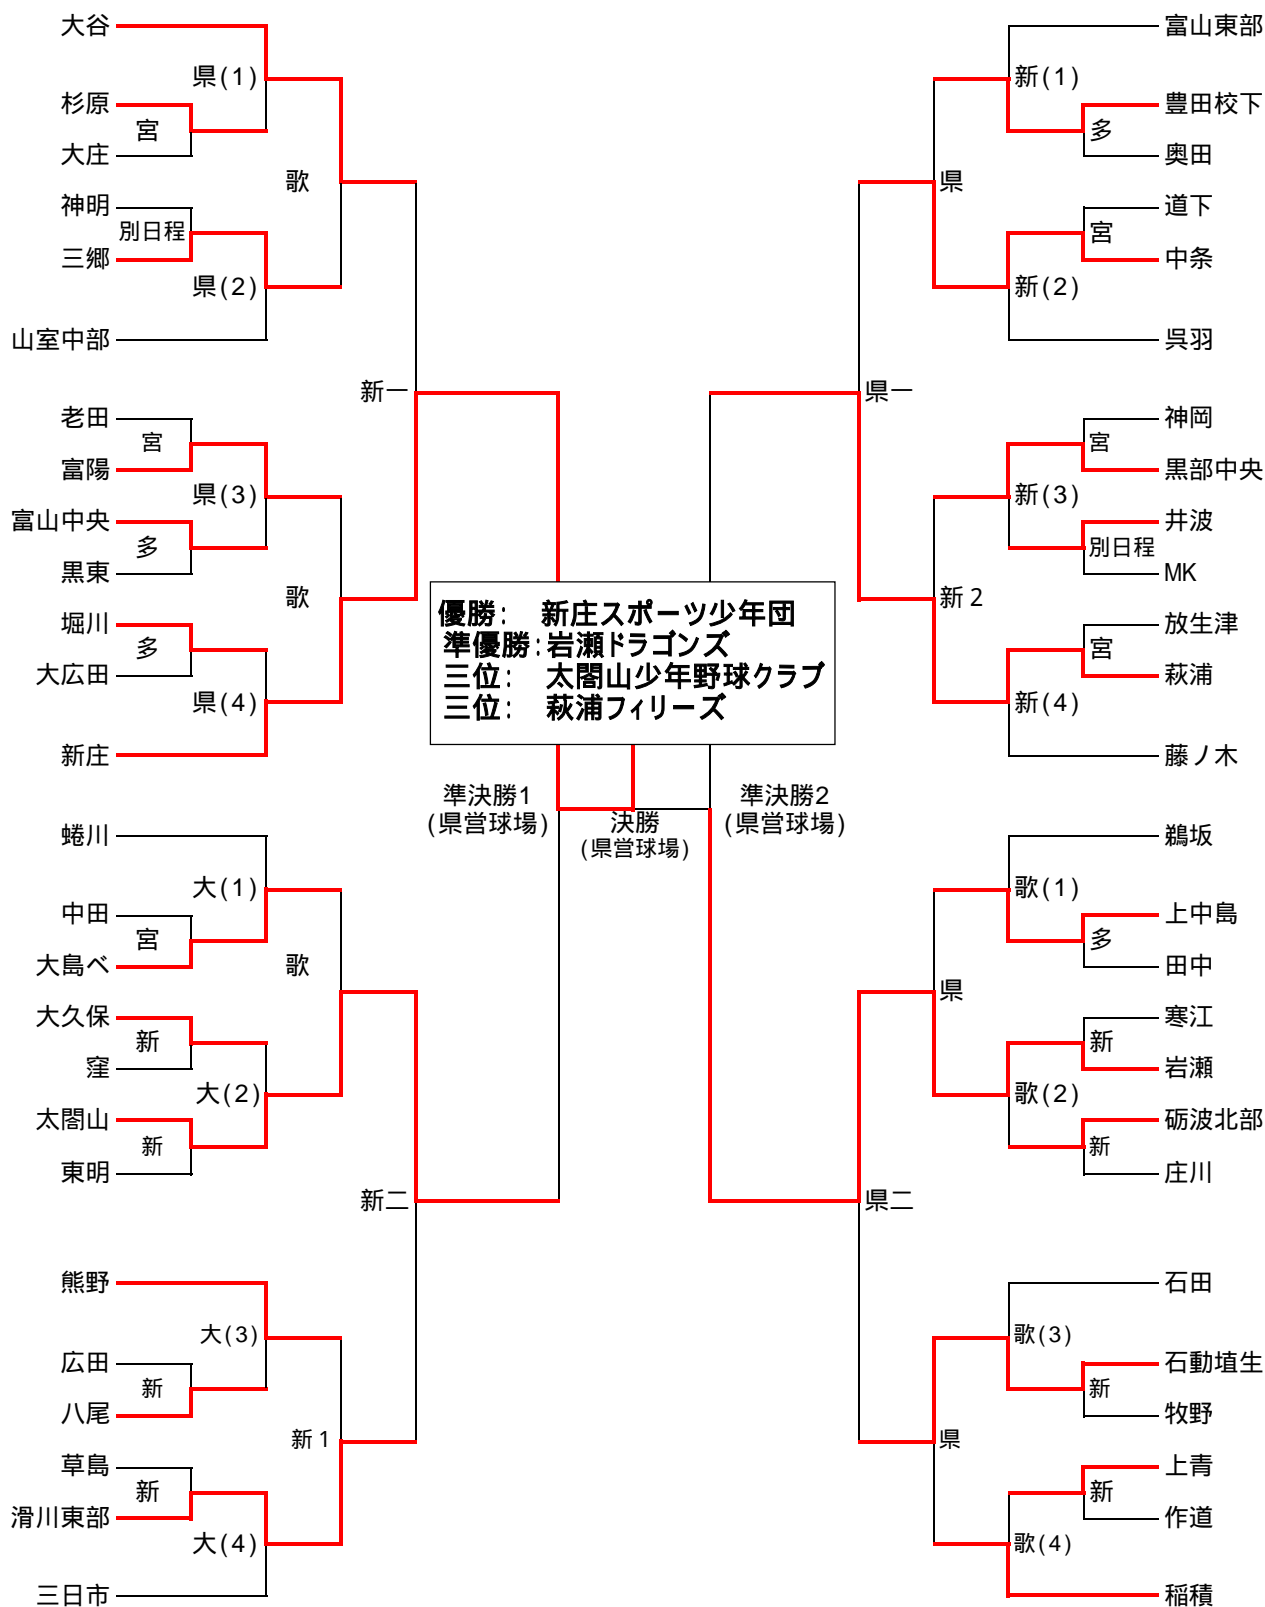 大谷
県(1)
杉原
宮
大庄
歌
神明
別日程
三郷
県(2)
山室中部
新一
老田
宮
富陽
県(3)
富山中央
多
黒東
歌
堀川
多
大広田
県(4)
新庄
蜷川
大(1)
中田
宮
大島ベ
歌
大久保
新
窪
大(2)
太閤山
新
東明
新二
熊野
大(3)
広田
新
八尾
新1
草島
新
滑川東部
大(4)
三日市
優勝: 新庄スポーツ少年団
準優勝:岩瀬ドラゴンズ
三位: 太閤山少年野球クラブ
三位: 萩浦フィリーズ
準決勝1
(県営球場)
決勝
(県営球場)
準決勝2
(県営球場)
富山東部
新(1)
豊田校下
多
奥田
県
道下
宮
中条
新(2)
呉羽
県一
神岡
宮
黒部中央
新(3)
井波
別日程
MK
新2
放生津
宮
萩浦
新(4)
藤ノ木
鵜坂
歌(1)
上中島
多
田中
県
寒江
新
岩瀬
歌(2)
砺波北部
新
庄川
県二
石田
歌(3)
石動埴生
新
牧野
県
上青
新
作道
歌(4)
稲積